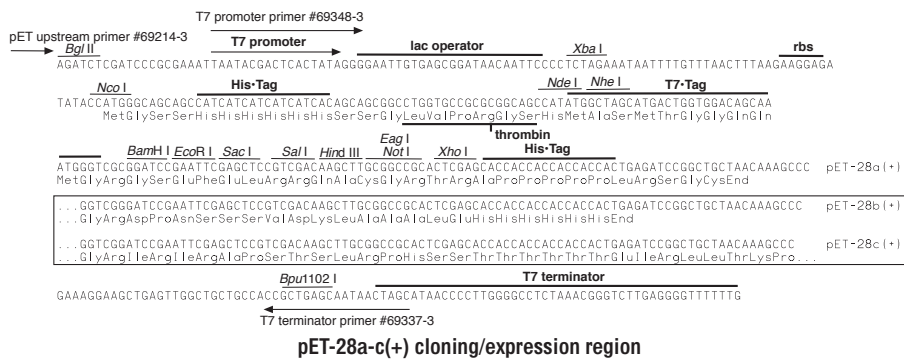 T7 promoter primer #69348-3
pET upstream primer #69214-3
Bgl II
T7 promoter
lac operator
Xba I
rbs
AGATCTCGATCCCGCGAAATTAATACGACTCACTATAGGGGAATTGTGAGCGGATAACAATTCCCCTCTAGAAATAATTTTGTTTAACTTTAAGAAGGAGA
Nco I
His•Tag
Nde I
Nhe I
T7•Tag
TATACCATGGGCAGCAGCCATCATCATCATCATCACAGCAGCGGCCTGGTGCCGCGCGGCAGCCATATGGCTAGCATGACTGGTGGACAGCAA
MetGlySerSerHisHisHisHisHisHisSerSerGlyLeuValProArgGlySerHisMetAlaSerMetThrGlyGlyGlnGln
thrombin
BamH I
EcoR I
Sac I
Sal I
Hind III
Eag I
Not I
Xho I
His•Tag
ATGGGTCGCGGATCCGAATTCGAGCTCCGTCGACAAGCTTGCGGCCGCACTCGAGCACCACCACCACCACCACTGAGATCCGGCTGCTAACAAAGCCC pET-28a(+)
MetGlyArgGlySerGluPheGluLeuArgArgGlnAlaCysGlyArgThrArgAlaProProProProProLeuArgSerGlyCysEnd
...GGTCGGGATCCGAATTCGAGCTCCGTCGACAAGCTTGCGGCCGCACTCGAGCACCACCACCACCACCACTGAGATCCGGCTGCTAACAAAGCCC pET-28b(+)
...GlyArgAspProAsnSerSerSerValAspLysLeuAlaAlaAlaLeuGluHisHisHisHisHisHisEnd
...GGTCGGATCCGAATTCGAGCTCCGTCGACAAGCTTGCGGCCGCACTCGAGCACCACCACCACCACCACTGAGATCCGGCTGCTAACAAAGCCC pET-28c(+)
...GlyArgIleArgIleArgAlaProSerThrSerLeuArgProHisSerSerThrThrThrThrThrThrGluIleArgLeuLeuThrLysPro...
Bpu1102 I
T7 terminator
GAAAGGAAGCTGAGTTGGCTGCTGCCACCGCTGAGCAATAACTAGCATAACCCCTTGGGGCCTCTAAACGGGTCTTGAGGGGTTTTTTG
T7 terminator primer #69337-3
pET-28a-c(+) cloning/expression region